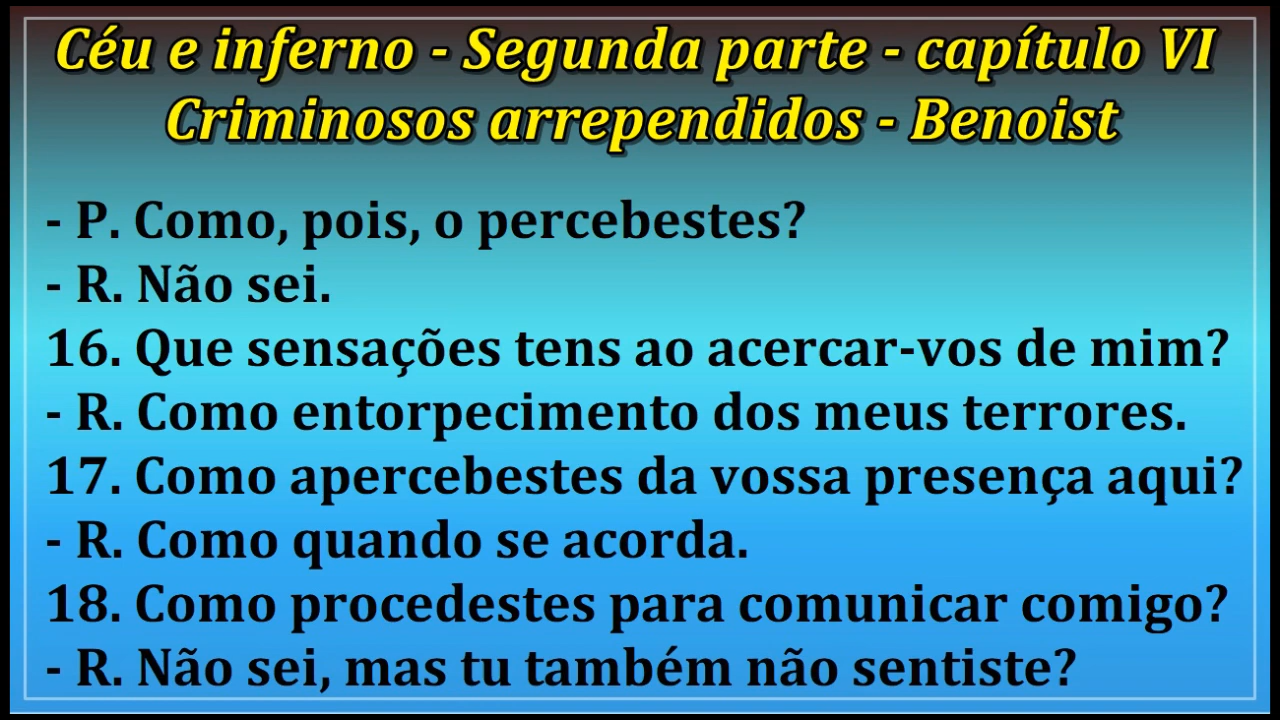 Céu e inferno - Segunda parte - capítulo VI
Criminosos arrependidos - Benoist
- P. Como, pois, o percebestes?
- R. Não sei.
16. Que sensações tens ao acercar-vos de mim?
- R. Como entorpecimento dos meus terrores.
17. Como apercebestes da vossa presença aqui?
- R. Como quando se acorda.
18. Como procedestes para comunicar comigo?
- R. Não sei, mas tu também não sentiste?